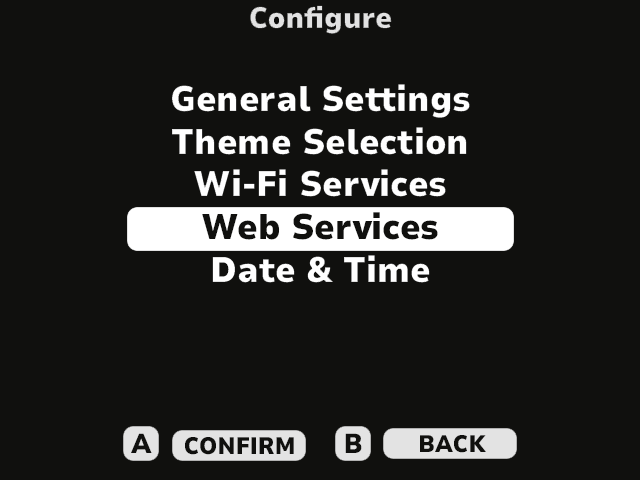 Configure
General Settings
Theme Selection
Wi-Fi Services
Web Services
Date & Time
A CONFIRM B BACK